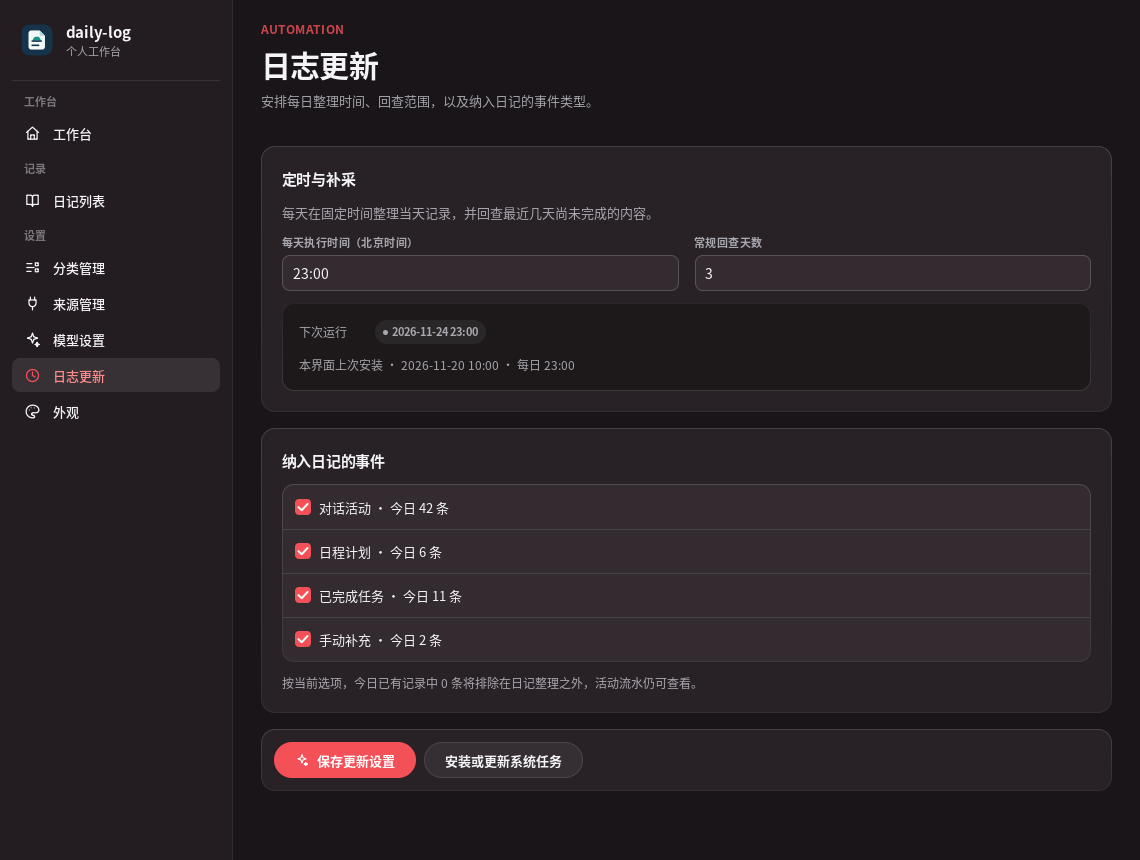 daily-log
个人工作台
工作台
工作台
记录
日记列表
设置
分类管理
来源管理
模型设置
日志更新
外观
AUTOMATION
日志更新
安排每日整理时间、回查范围，以及纳入日记的事件类型。
定时与补采
每天在固定时间整理当天记录，并回查最近几天尚未完成的内容。
每天执行时间（北京时间）
23:00
常规回查天数
3
下次运行
● 2026-11-24 23:00
本界面上次安装 · 2026-11-20 10:00 · 每日 23:00
纳入日记的事件
对话活动 · 今日 42 条
日程计划 · 今日 6 条
已完成任务 · 今日 11 条
手动补充 · 今日 2 条
按当前选项，今日已有记录中 0 条将排除在日记整理之外，活动流水仍可查看。
保存更新设置
安装或更新系统任务